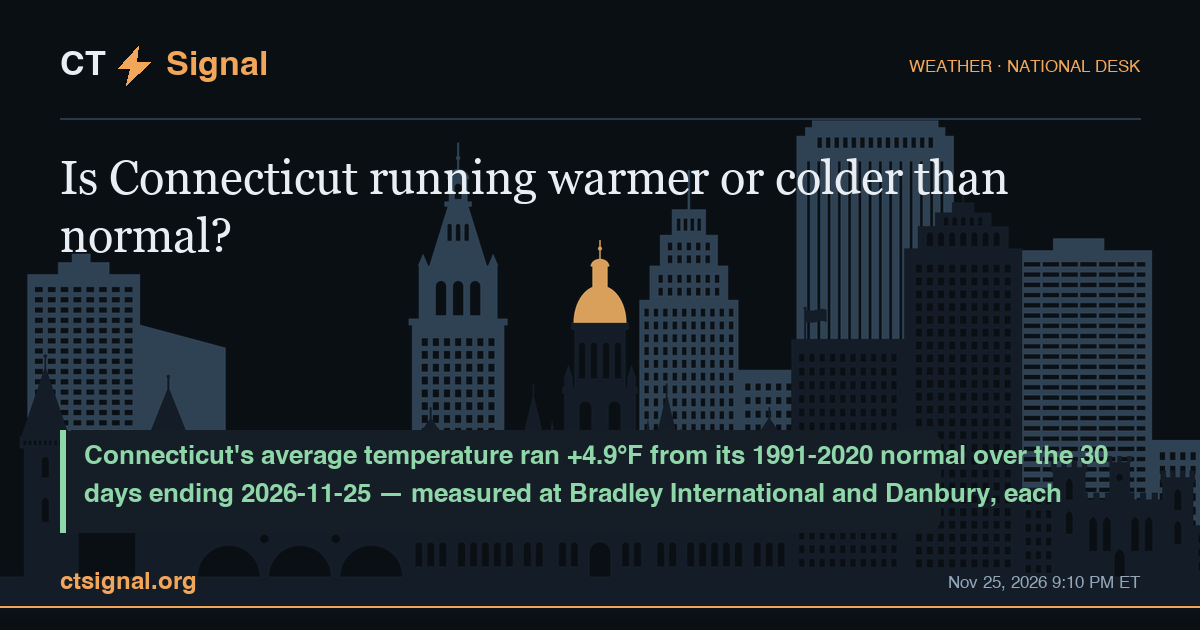 CT Signal
WEATHER · NATIONAL DESK
Is Connecticut running warmer or colder than
normal?
Connecticut's average temperature ran +4.9°F from its 1991-2020 normal over the 30
days ending 2026-11-25 — measured at Bradley International and Danbury, each
ctsignal.org
Nov 25, 2026 9:10 PM ET